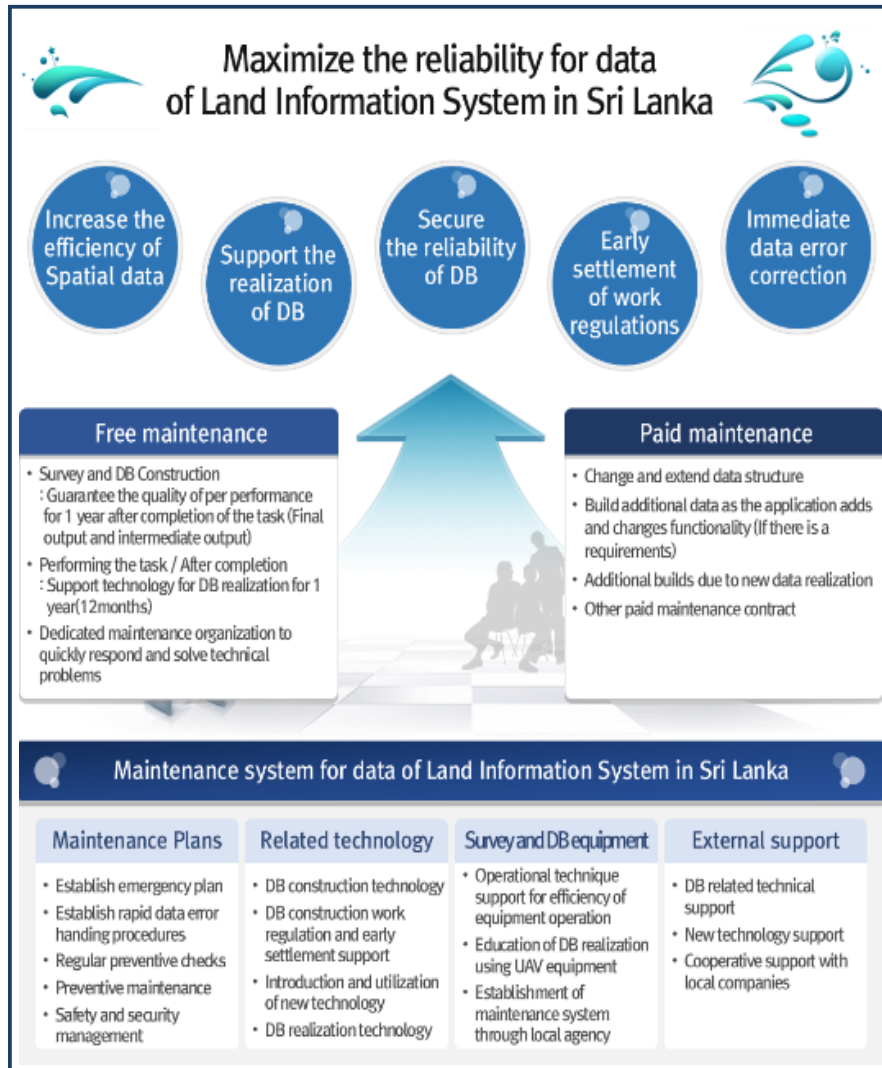 Maximize the reliability for data
of Land Information System in Sri Lanka
Increase the
efficiency of
Spatial data
Support the
realization
of DB
Secure
the reliability
of DB
Early
settlement
of work
regulations
Immediate
data error
correction
Free maintenance
• Survey and DB Construction
: Guarantee the quality of per performance
for 1 year after completion of the task (Final
output and intermediate output)
• Performing the task / After completion
: Support technology for DB realization for 1
year(12months)
• Dedicated maintenance organization to
quickly respond and solve technical
problems
Paid maintenance
• Change and extend data structure
• Build additional data as the application adds
and changes functionality (If there is a
requirements)
• Additional builds due to new data realization
• Other paid maintenance contract
Maintenance system for data of Land Information System in Sri Lanka
Maintenance Plans
• Establish emergency plan
• Establish rapid data error
handing procedures
• Regular preventive checks
• Preventive maintenance
• Safety and security
management
Related technology
• DB construction technology
• DB construction work
regulation and early
settlement support
• Introduction and utilization
of new technology
• DB realization technology
Survey and DB equipment
• Operational technique
support for efficiency of
equipment operation
• Education of DB realization
using UAV equipment
• Establishment of
maintenance system
through local agency
External support
• DB related technical
support
• New technology support
• Cooperative support with
local companies